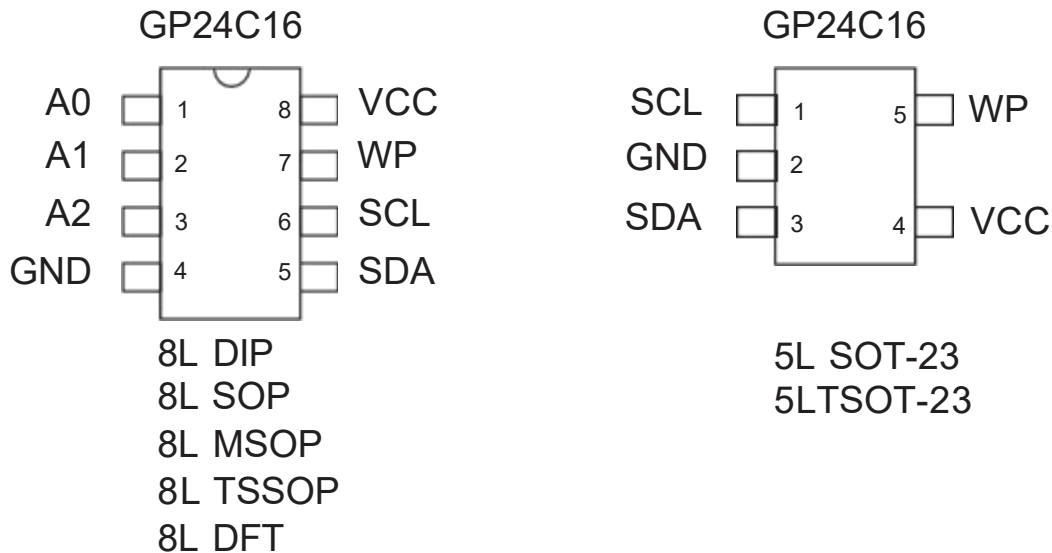 GP24C16
A0 1 8 VCC
A1 2 7 WP
A2 3 6 SCL
GND 4 5 SDA
8L DIP
8L SOP
8L MSOP
8L TSSOP
8L DFT
GP24C16
SCL 1 5 WP
GND 2
SDA 3 4 VCC
5L SOT-23
5LTSOT-23